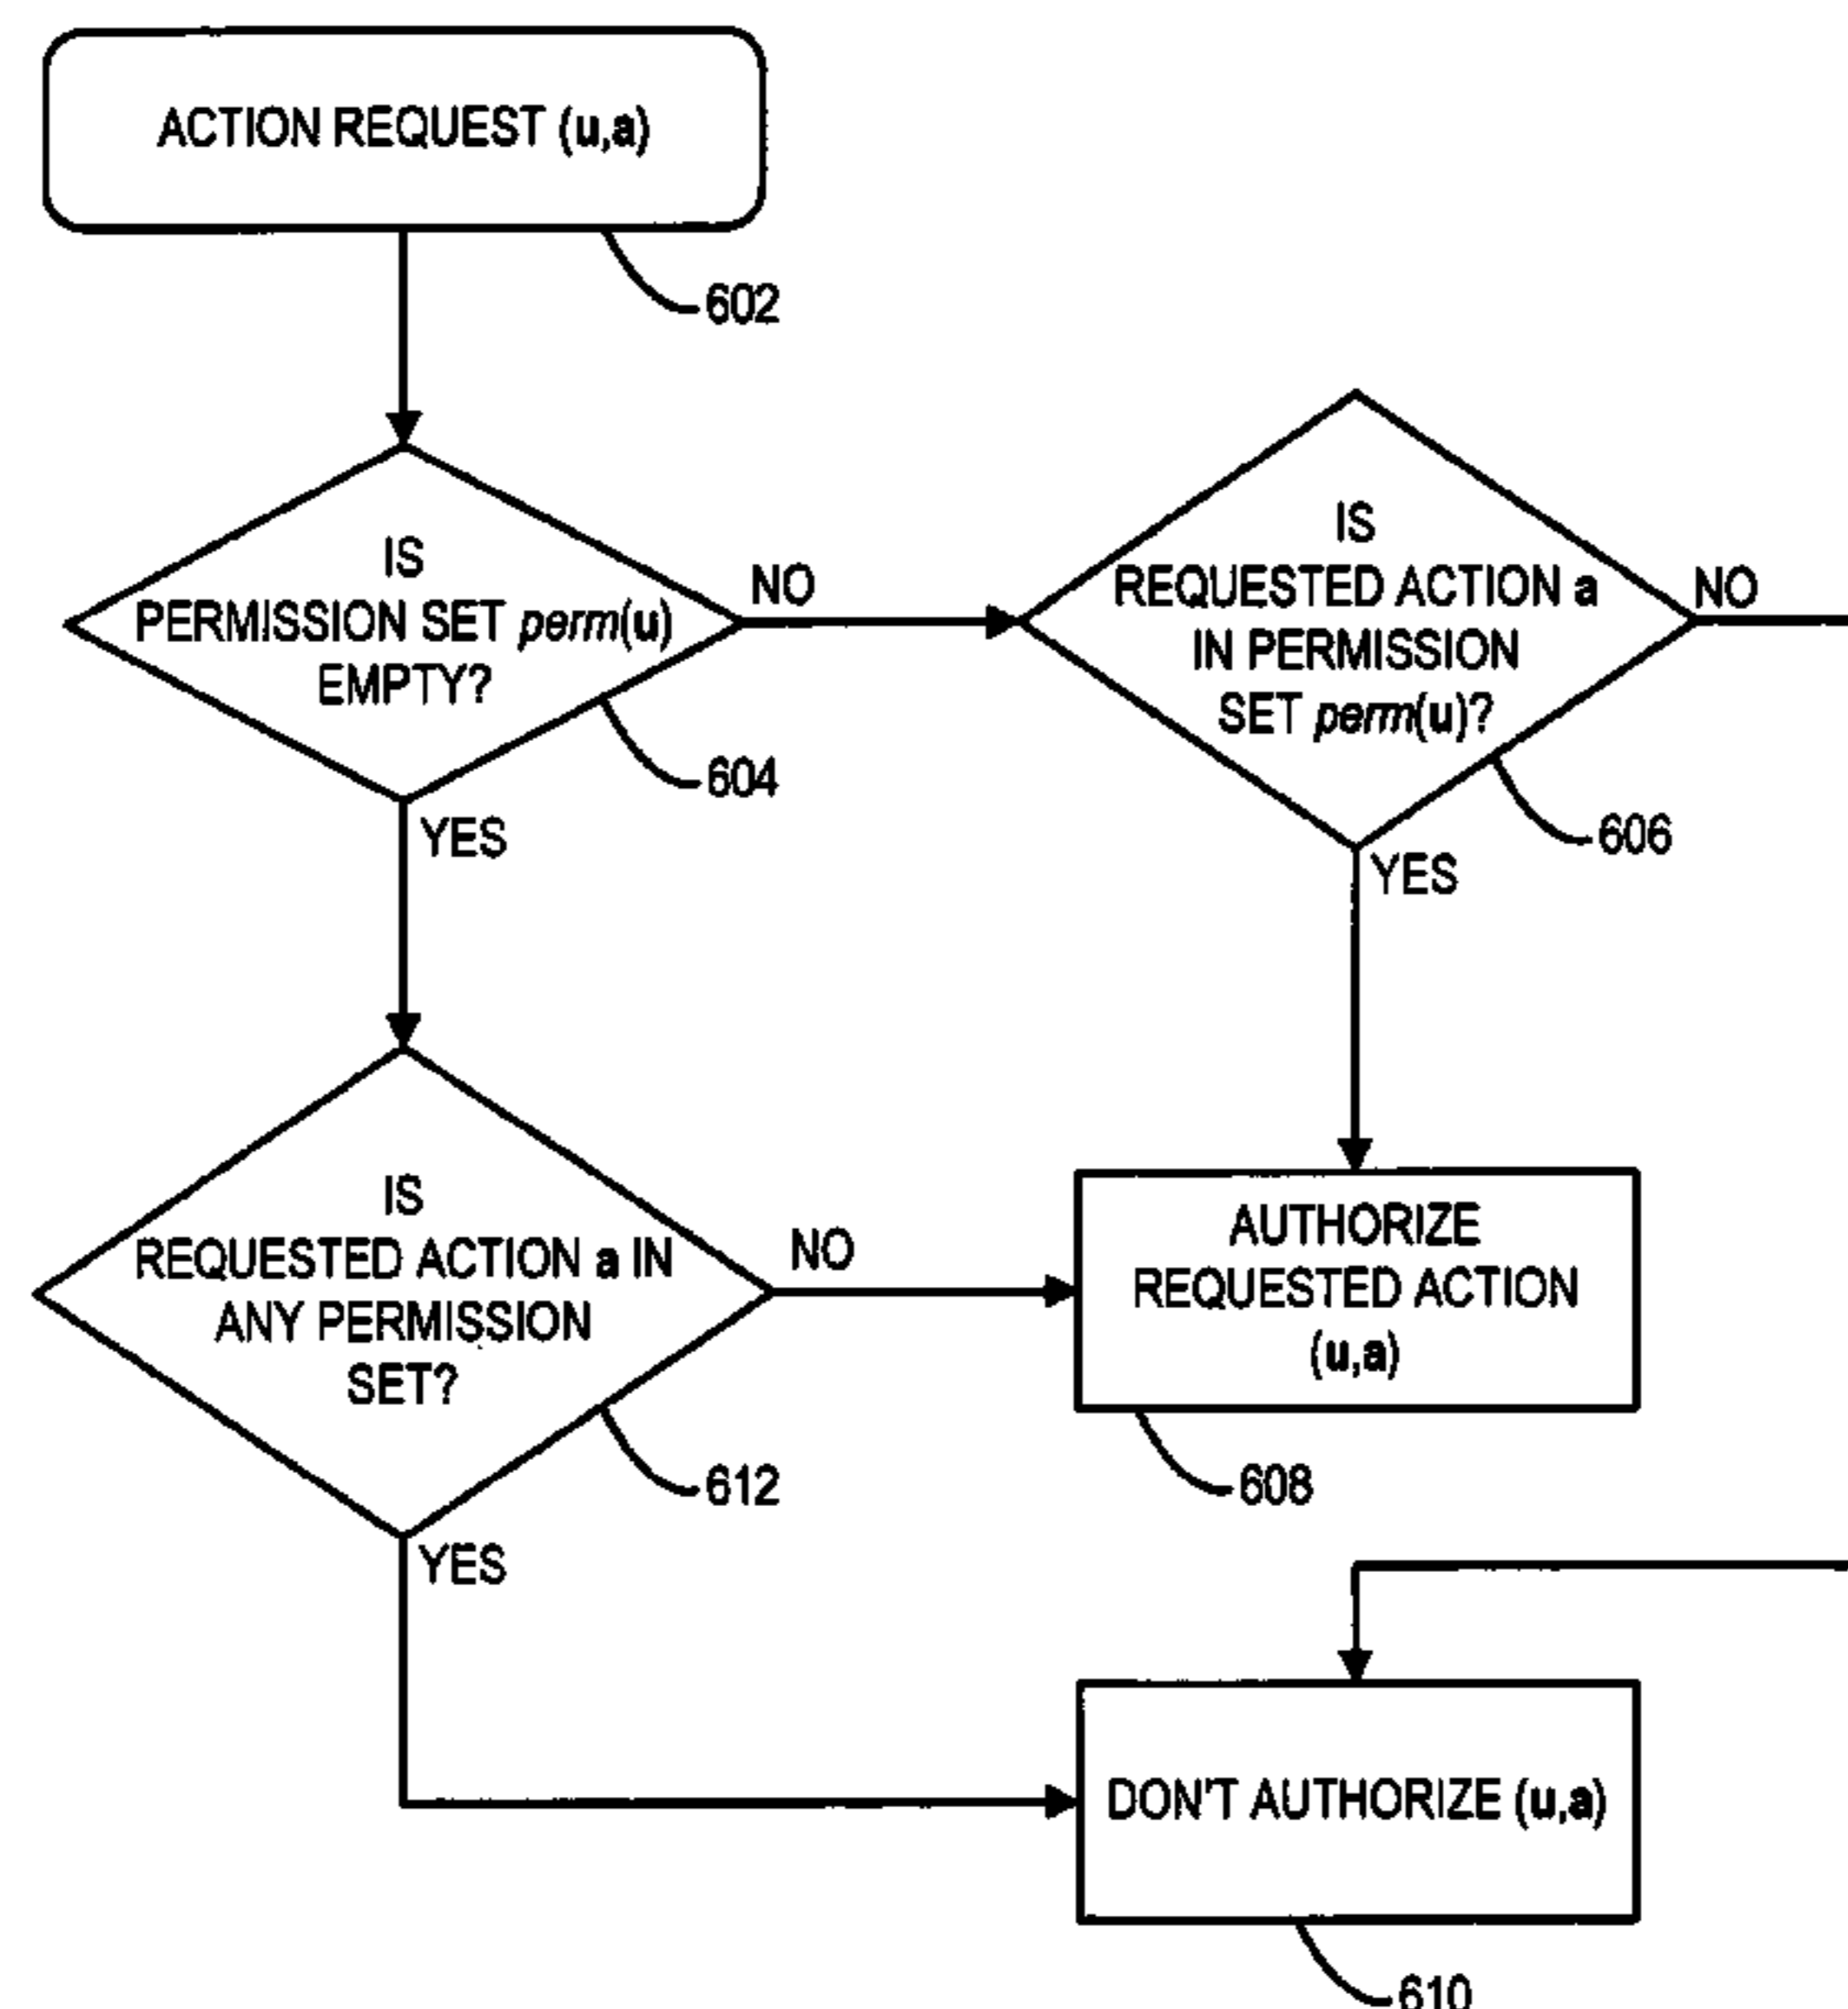 ACTION REQUEST (u,a)
602
IS
PERMISSION SET perm(u)
EMPTY?
NO
604
YES
IS
REQUESTED ACTION a
IN PERMISSION
SET perm(u)?
NO
606
YES
IS
REQUESTED ACTION a IN
ANY PERMISSION
SET?
NO
612
YES
AUTHORIZE
REQUESTED ACTION
(u,a)
608
DON'T AUTHORIZE (u,a)
610